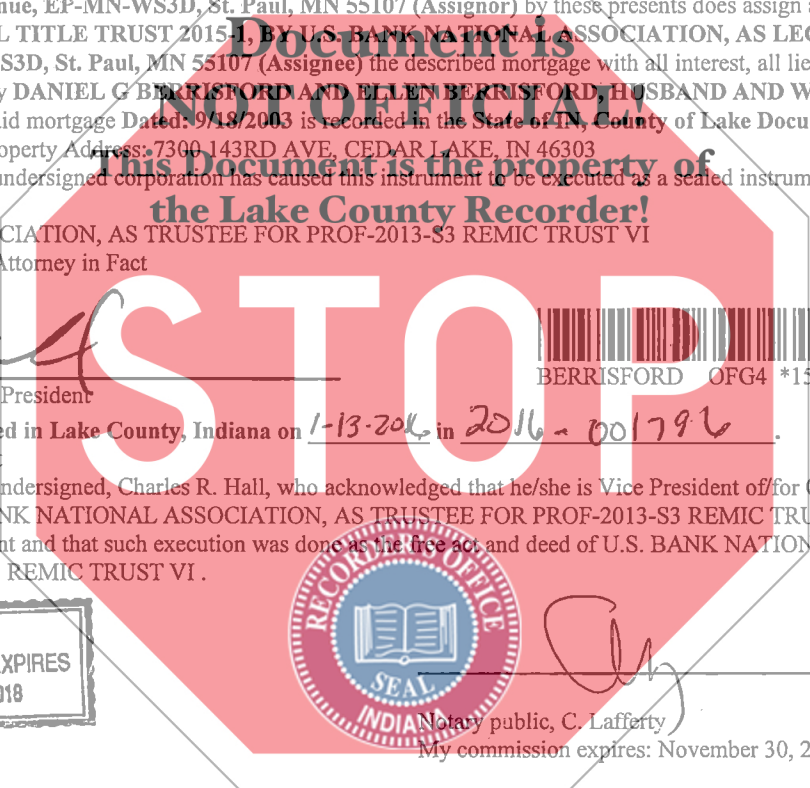 nue, EP-MN-WS3D, St. Paul, MN 55107 (Assignor) by these presents does assign
Document is
L TITLE TRUST 2015-1, BY U.S. BANK NATIONAL ASSOCIATION, AS LEG
S3D, St. Paul, MN 55107 (Assignee) the described mortgage with all interest, all lie
NOT OFFICIAL!
y DANIEL G BERRISFORD AND ELLEN BERRISFORD, HUSBAND AND W
id mortgage Dated: 9/18/2003 is recorded in the State of IN, County of Lake Docu
operty Address: 7300 143RD AVE, CEDAR LAKE, IN 46303
This Document is the property of
undersigned corporation has caused this instrument to be executed as a sealed instrum
the Lake County Recorder!
CIATION, AS TRUSTEE FOR PROF-2013-S3 REMIC TRUST VI
Attorney in Fact
STOP
BERRISFORD OFG4 *15
President
ed in Lake County, Indiana on 1-13-2016 in 2016-001796.
ndersigned, Charles R. Hall, who acknowledged that he/she is Vice President of/for
NK NATIONAL ASSOCIATION, AS TRUSTEE FOR PROF-2013-S3 REMIC TRU
nt and that such execution was done as the free act and deed of U.S. BANK NATION
REMIC TRUST VI .
RECORDER'S OFFICE
SEAL
INDIANA
XPIRES
018
Notary public, C. Lafferty
My commission expires: November 30, 2